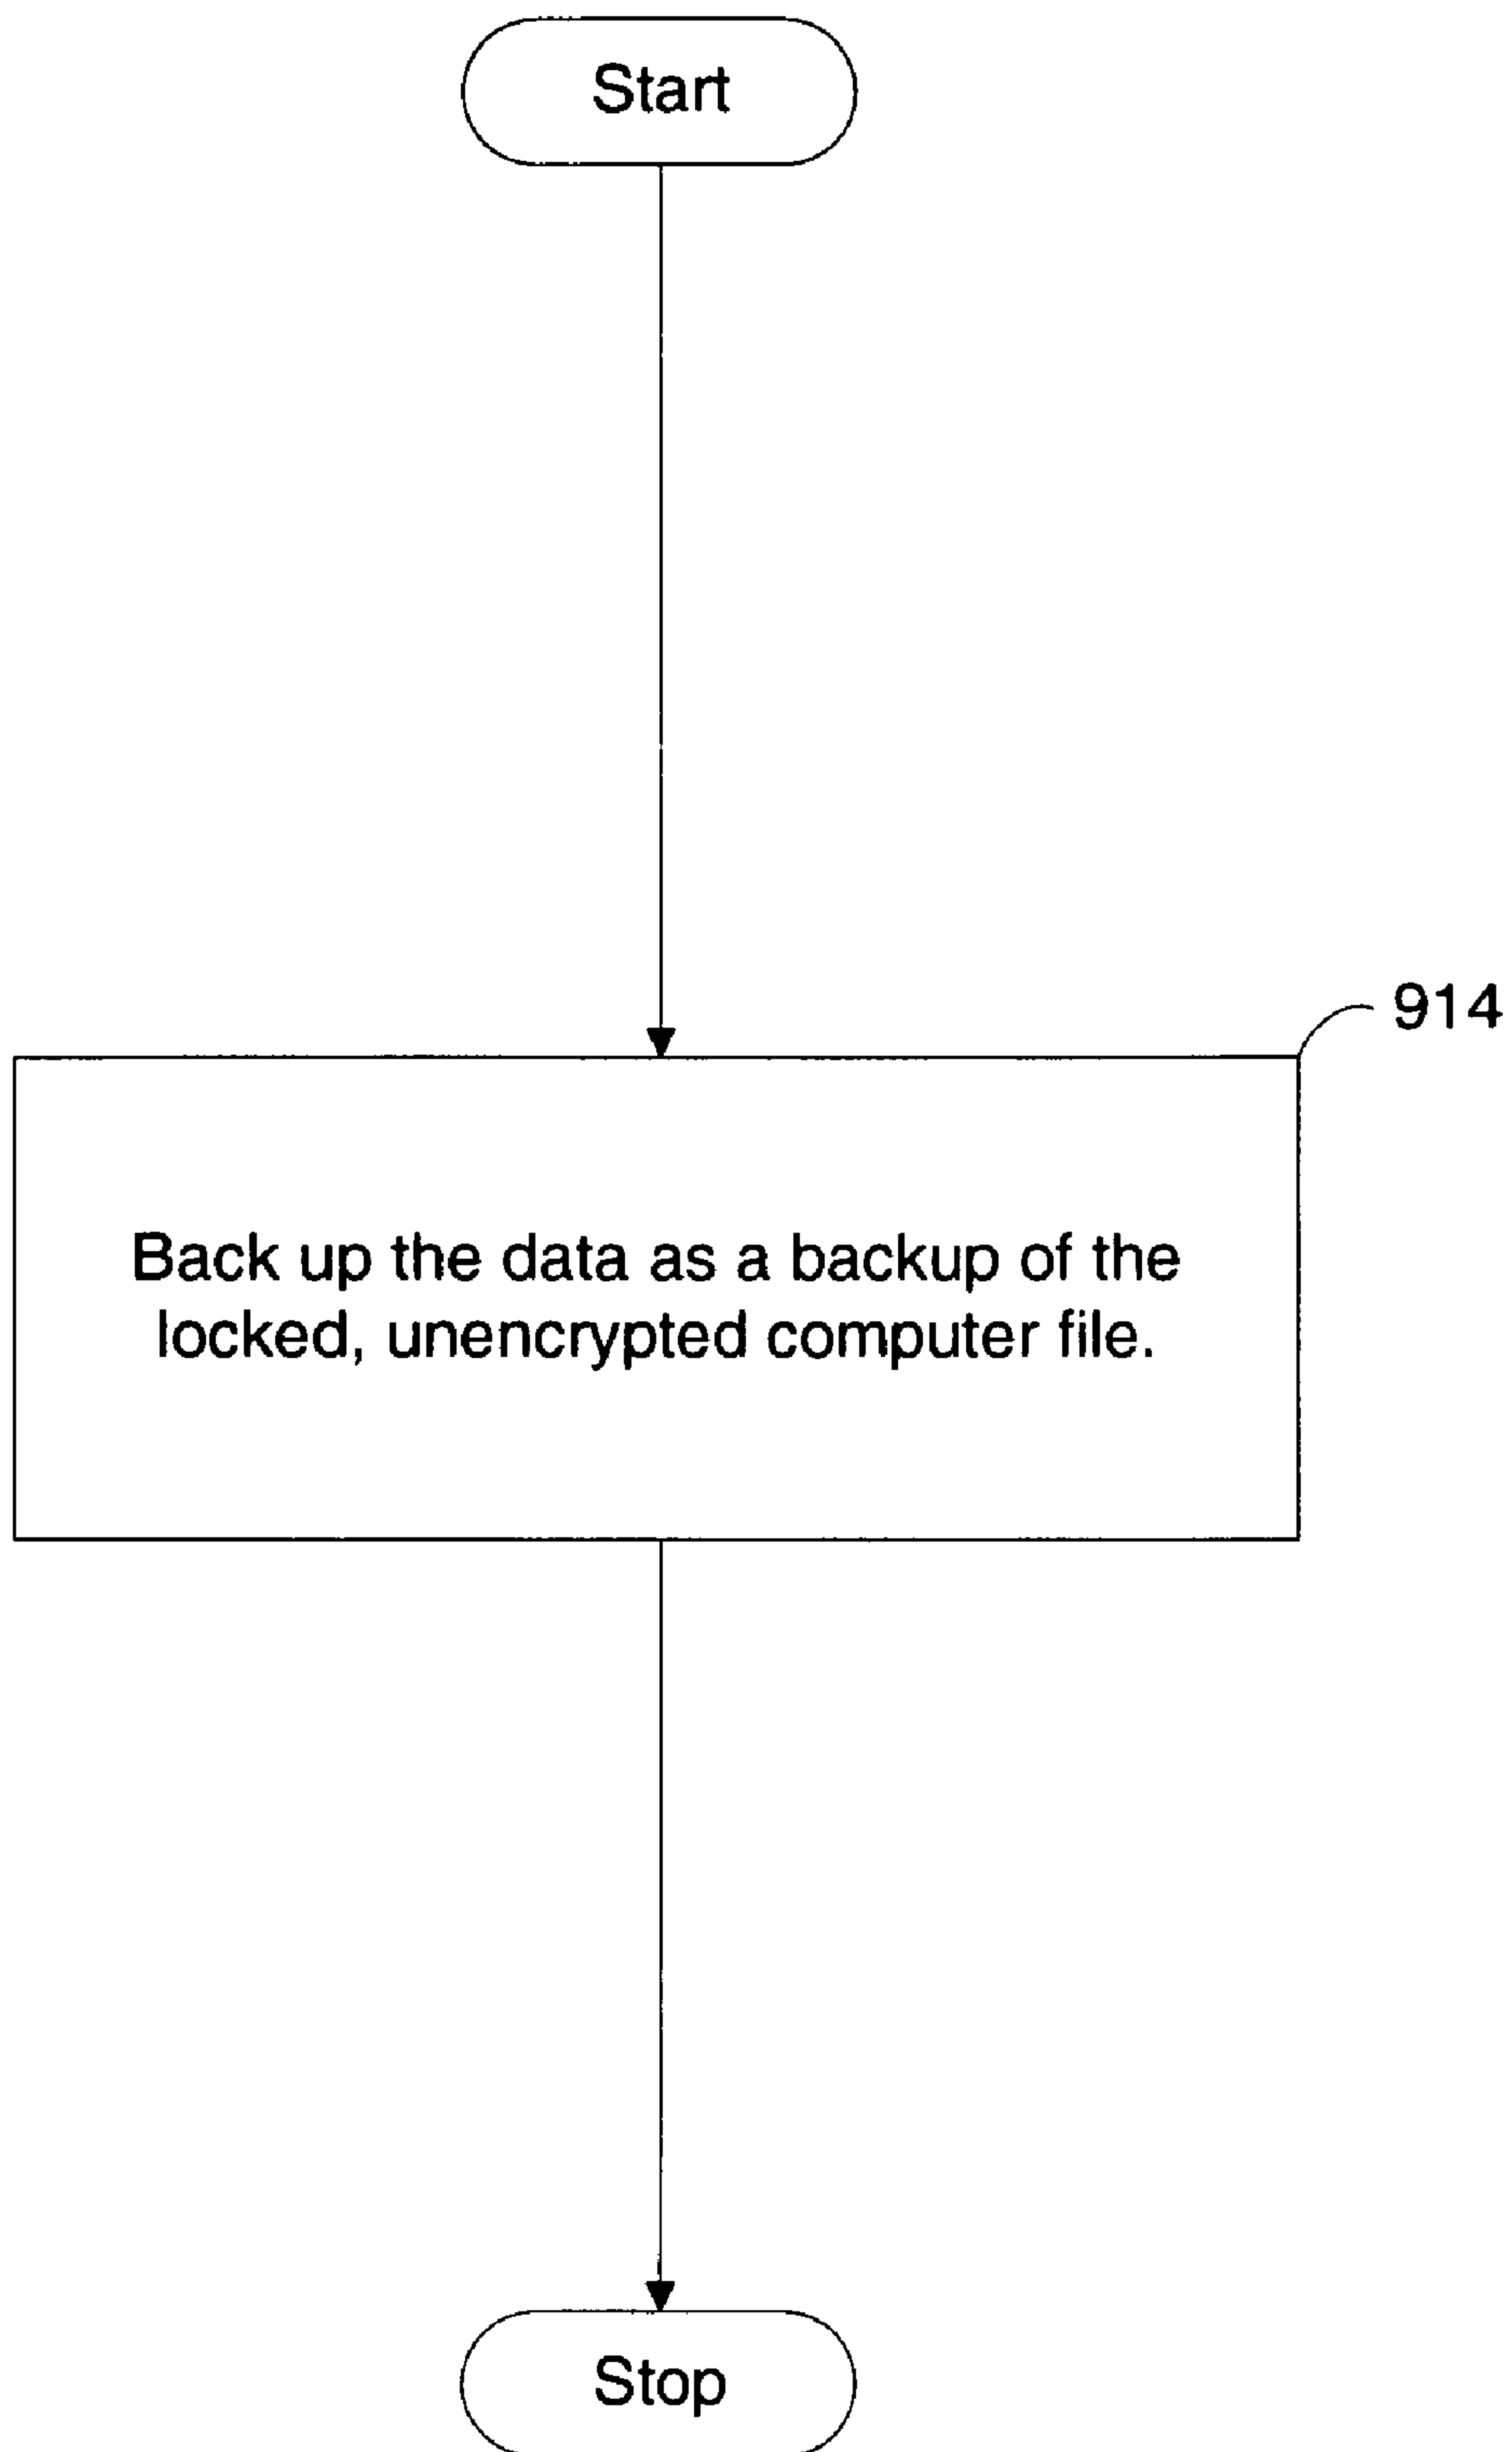 Start
914
Back up the data as a backup of the
locked, unencrypted computer file.
Stop